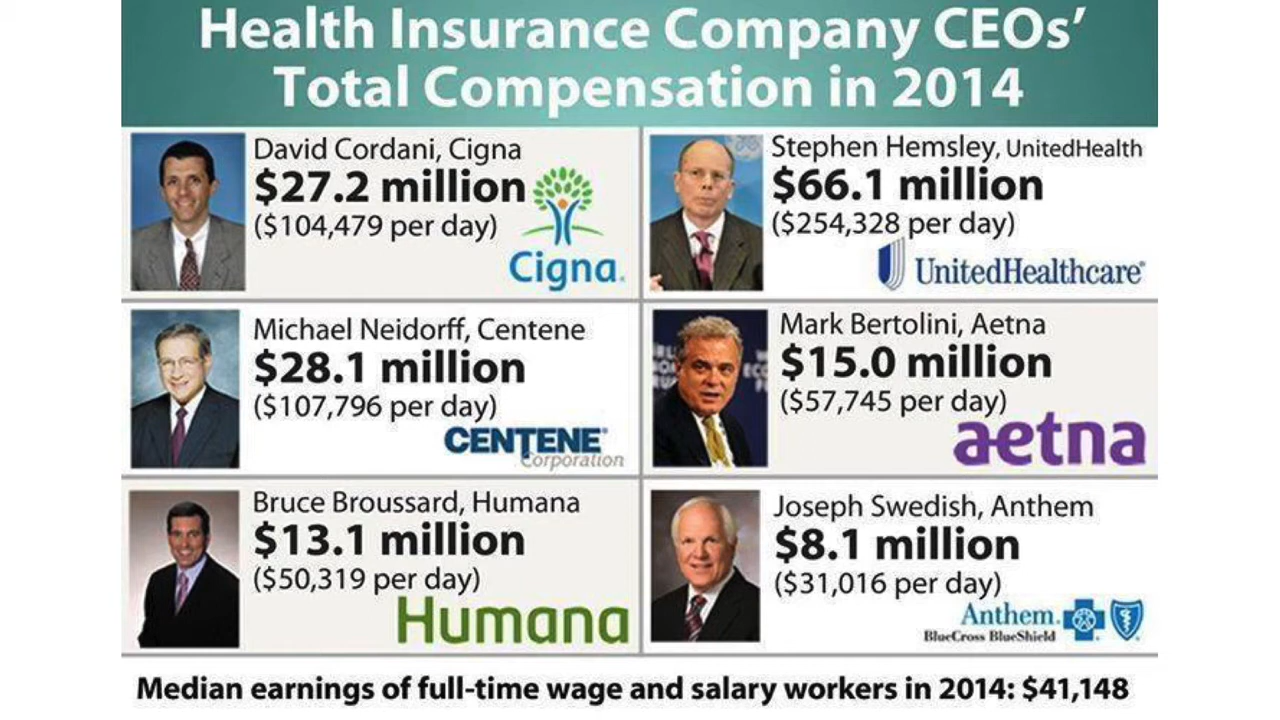 Health Insurance Company CEOs'
Total Compensation in 2014
David Cordani, Cigna
$27.2 million
($104,479 per day)
Cigna.
Stephen Hemsley, UnitedHealth
$66.1 million
($254,328 per day)
UnitedHealthcare®
Michael Neidorff, Centene
$28.1 million
($107,796 per day)
CENTENE®
Corporation
Mark Bertolini, Aetna
$15.0 million
($57,745 per day)
aetna
Bruce Broussard, Humana
$13.1 million
($50,319 per day)
Humana
Joseph Swedish, Anthem
$8.1 million
($31,016 per day)
Anthem.
BlueCross BlueShield
Median earnings of full-time wage and salary workers in 2014: $41,148